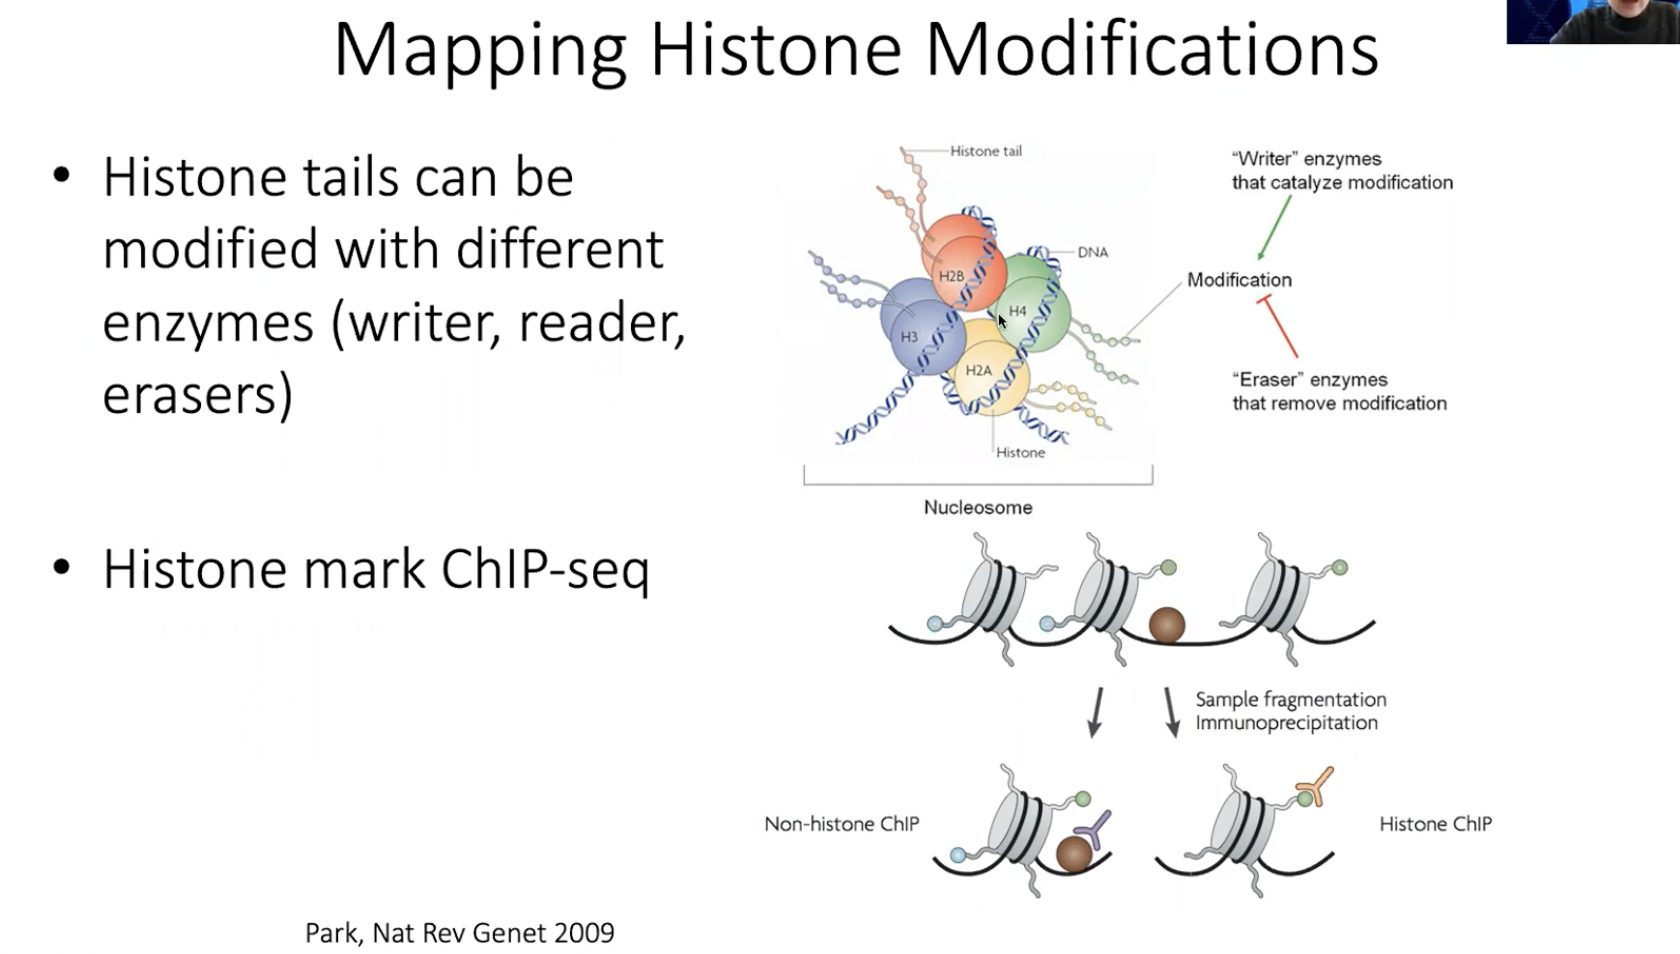 Mapping Histone Modifications
• Histone tails can be
modified with different
enzymes (writer, reader,
erasers)
• Histone mark ChIP-seq
Histone tail
DNA
H2B
H4
H3
H2A
Histone
Nucleosome
“Writer” enzymes
that catalyze modification
Modification
“Eraser” enzymes
that remove modification
Sample fragmentation
Immunoprecipitation
Non-histone ChIP
Histone ChIP
Park, Nat Rev Genet 2009